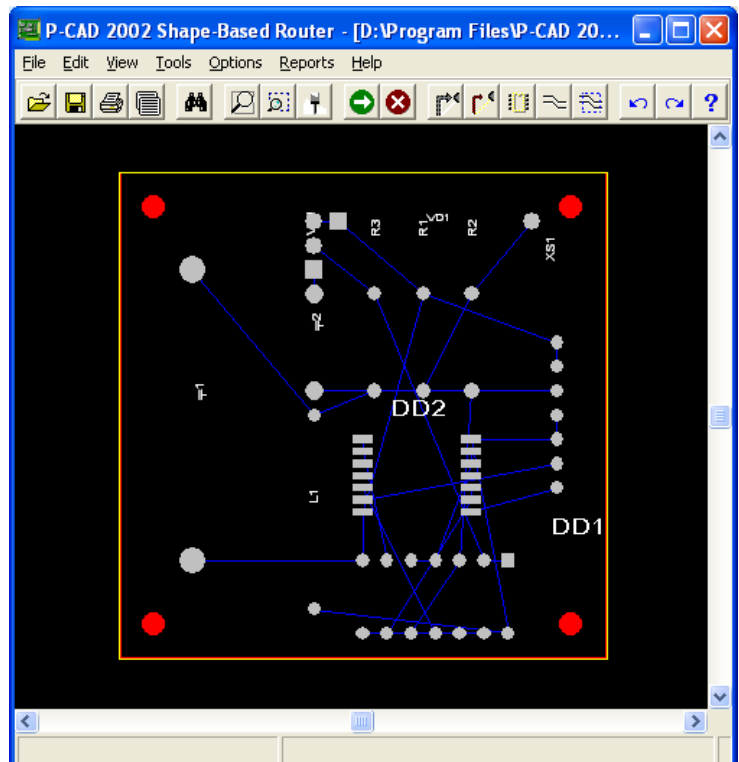 P-CAD 2002 Shape-Based Router - [D:\Program Files\P-CAD 20...
File Edit View Tools Options Reports Help
?
R3
R1
VD1
R2
XS1
DD2
L1
DD1